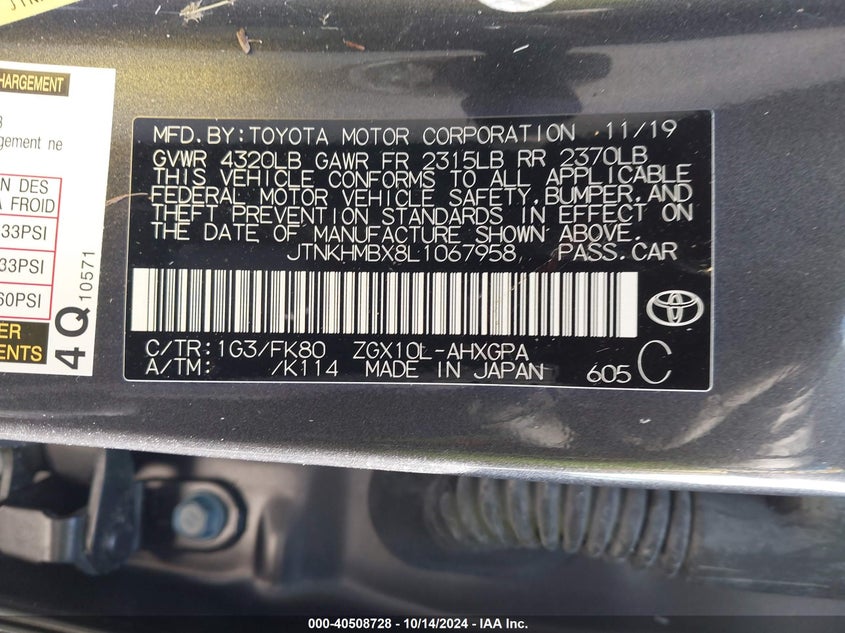 HARGEMENT
gement ne
N DES
A FROID
33PSI
33PSI
60PSI
ER
ENTS
4Q 10571
MFD.BY:TOYOTA MOTOR CORPORATION 11/19
GVWR 4320LB GAWR FR 2315LB RR 2370LB
THIS VEHICLE CONFORMS TO ALL APPLICABLE
FEDERAL MOTOR VEHICLE SAFETY,BUMPER,AND
THEFT PREVENTION STANDARDS IN EFFECT ON
THE DATE OF MANUFACTURE SHOWN ABOVE.
JTNKHMBX8L1067958 PASS.CAR
C/TR:1G3/FK80 ZGX10L-AHXGPA
A/TM: /K114 MADE IN JAPAN 605 C
000-40508728 - 10/14/2024 - IAA Inc.